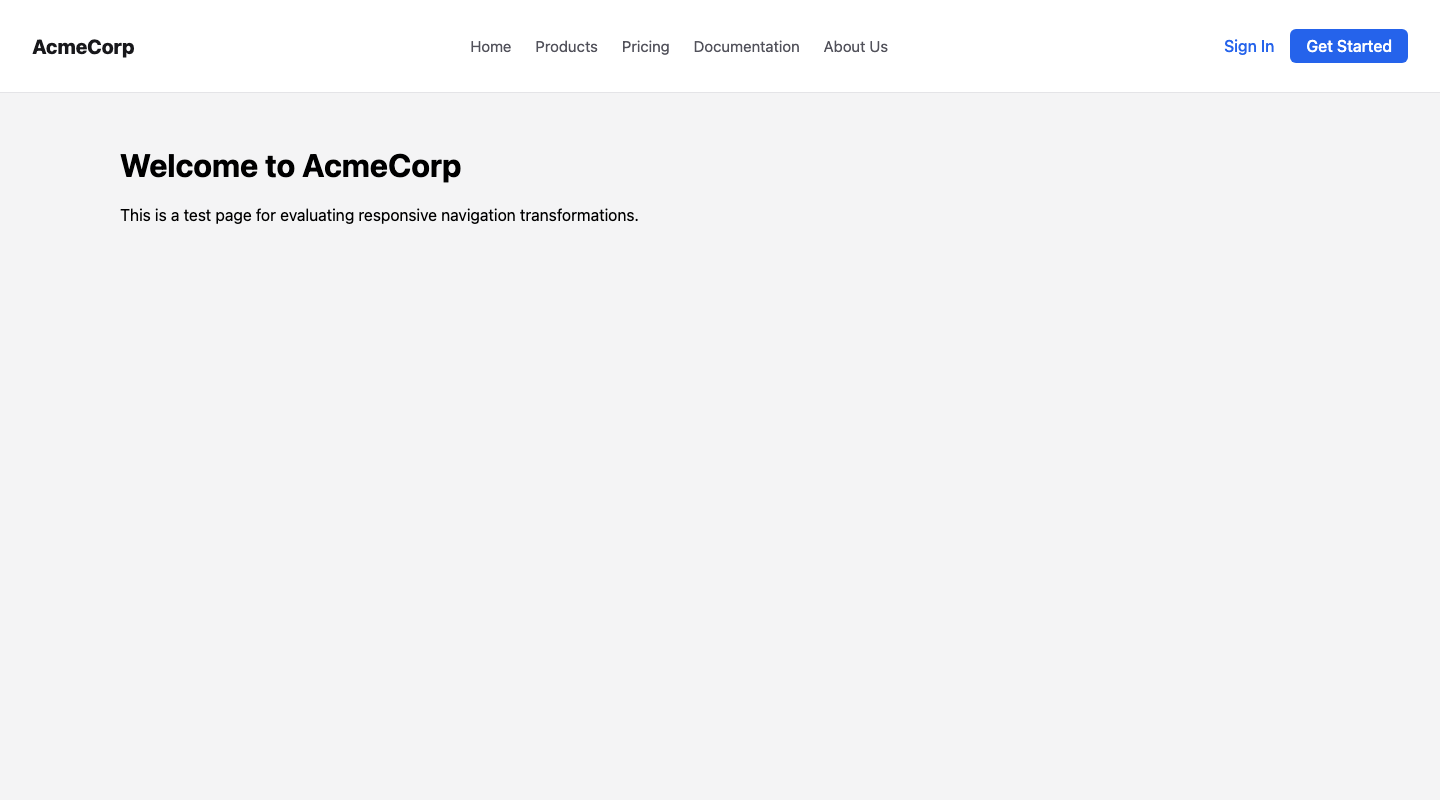 AcmeCorp Home Products Pricing Documentation About Us Sign In Get Started
Welcome to AcmeCorp
This is a test page for evaluating responsive navigation transformations.